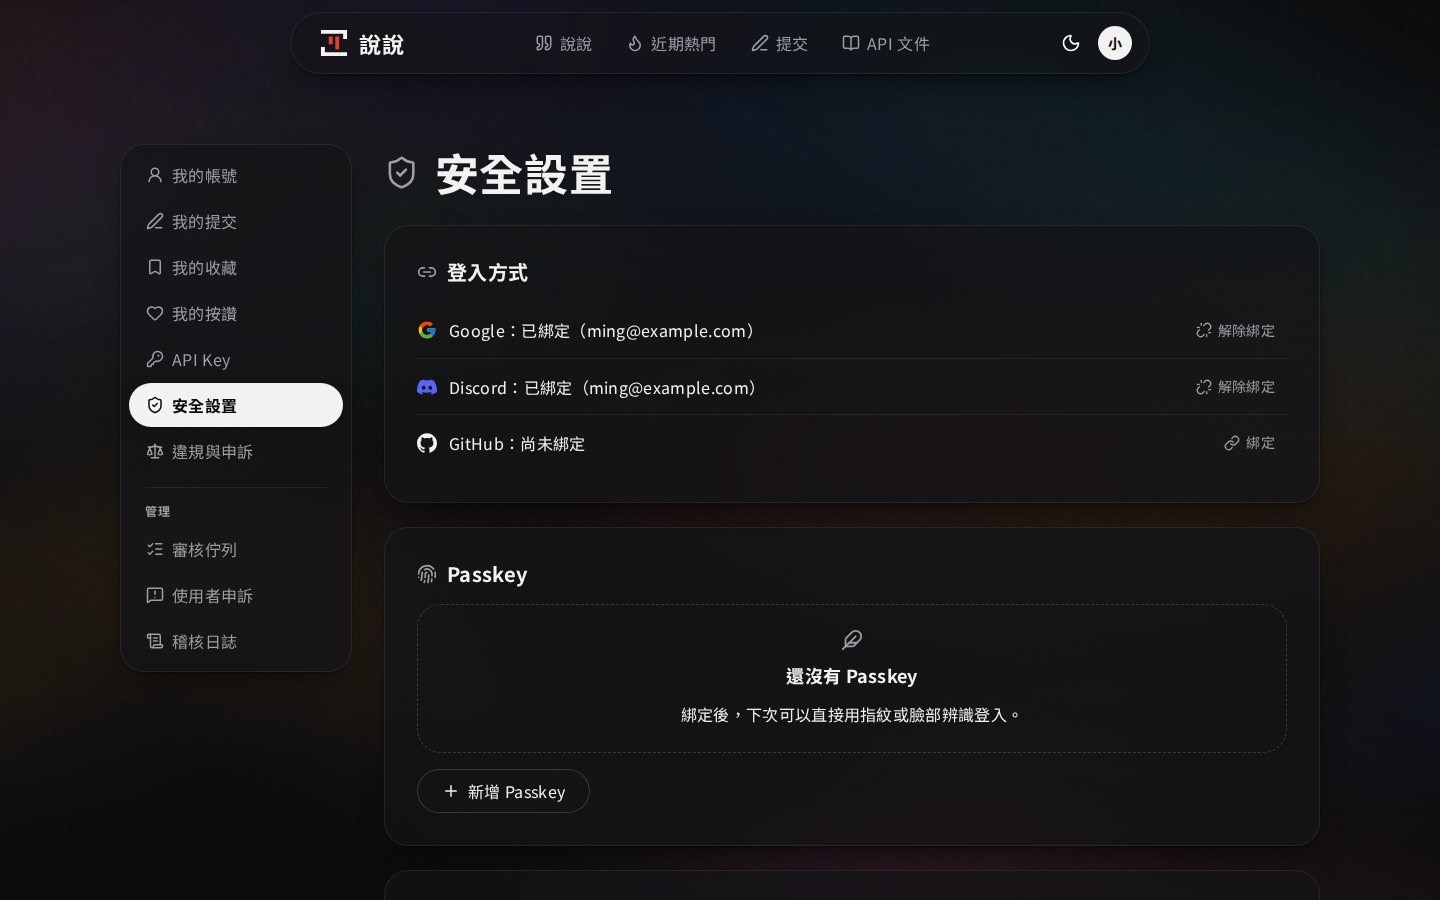 說說
說說
近期熱門
提交
API 文件
小
我的帳號
我的提交
我的收藏
我的按讚
API Key
安全設置
違規與申訴
管理
審核佇列
使用者申訴
稽核日誌
安全設置
登入方式
Google：已綁定（ming@example.com）
解除綁定
Discord：已綁定（ming@example.com）
解除綁定
GitHub：尚未綁定
綁定
Passkey
還沒有 Passkey
綁定後，下次可以直接用指紋或臉部辨識登入。
新增 Passkey